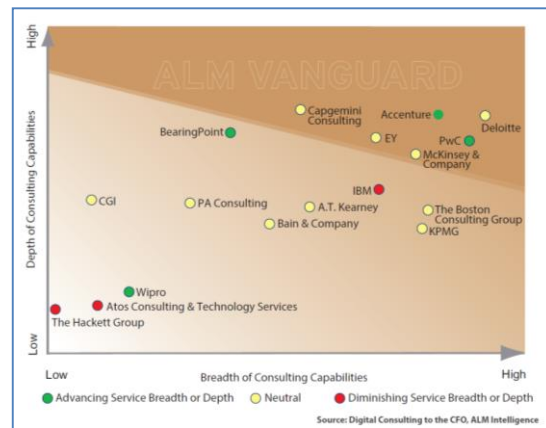 High
ALM VANGUARD
Capgemini
Consulting
Accenture
Deloitte
BearingPoint
EY
PwC
McKinsey &
Company
IBM
CGI
PA Consulting
A.T. Kearney
The Boston
Consulting Group
Bain & Company
KPMG
Depth of Consulting Capabilities
Wipro
Atos Consulting & Technology Services
The Hackett Group
Low
Low
Breadth of Consulting Capabilities
High
Advancing Service Breadth or Depth
Neutral
Diminishing Service Breadth or Depth
Source: Digital Consulting to the CFO, ALM Intelligence